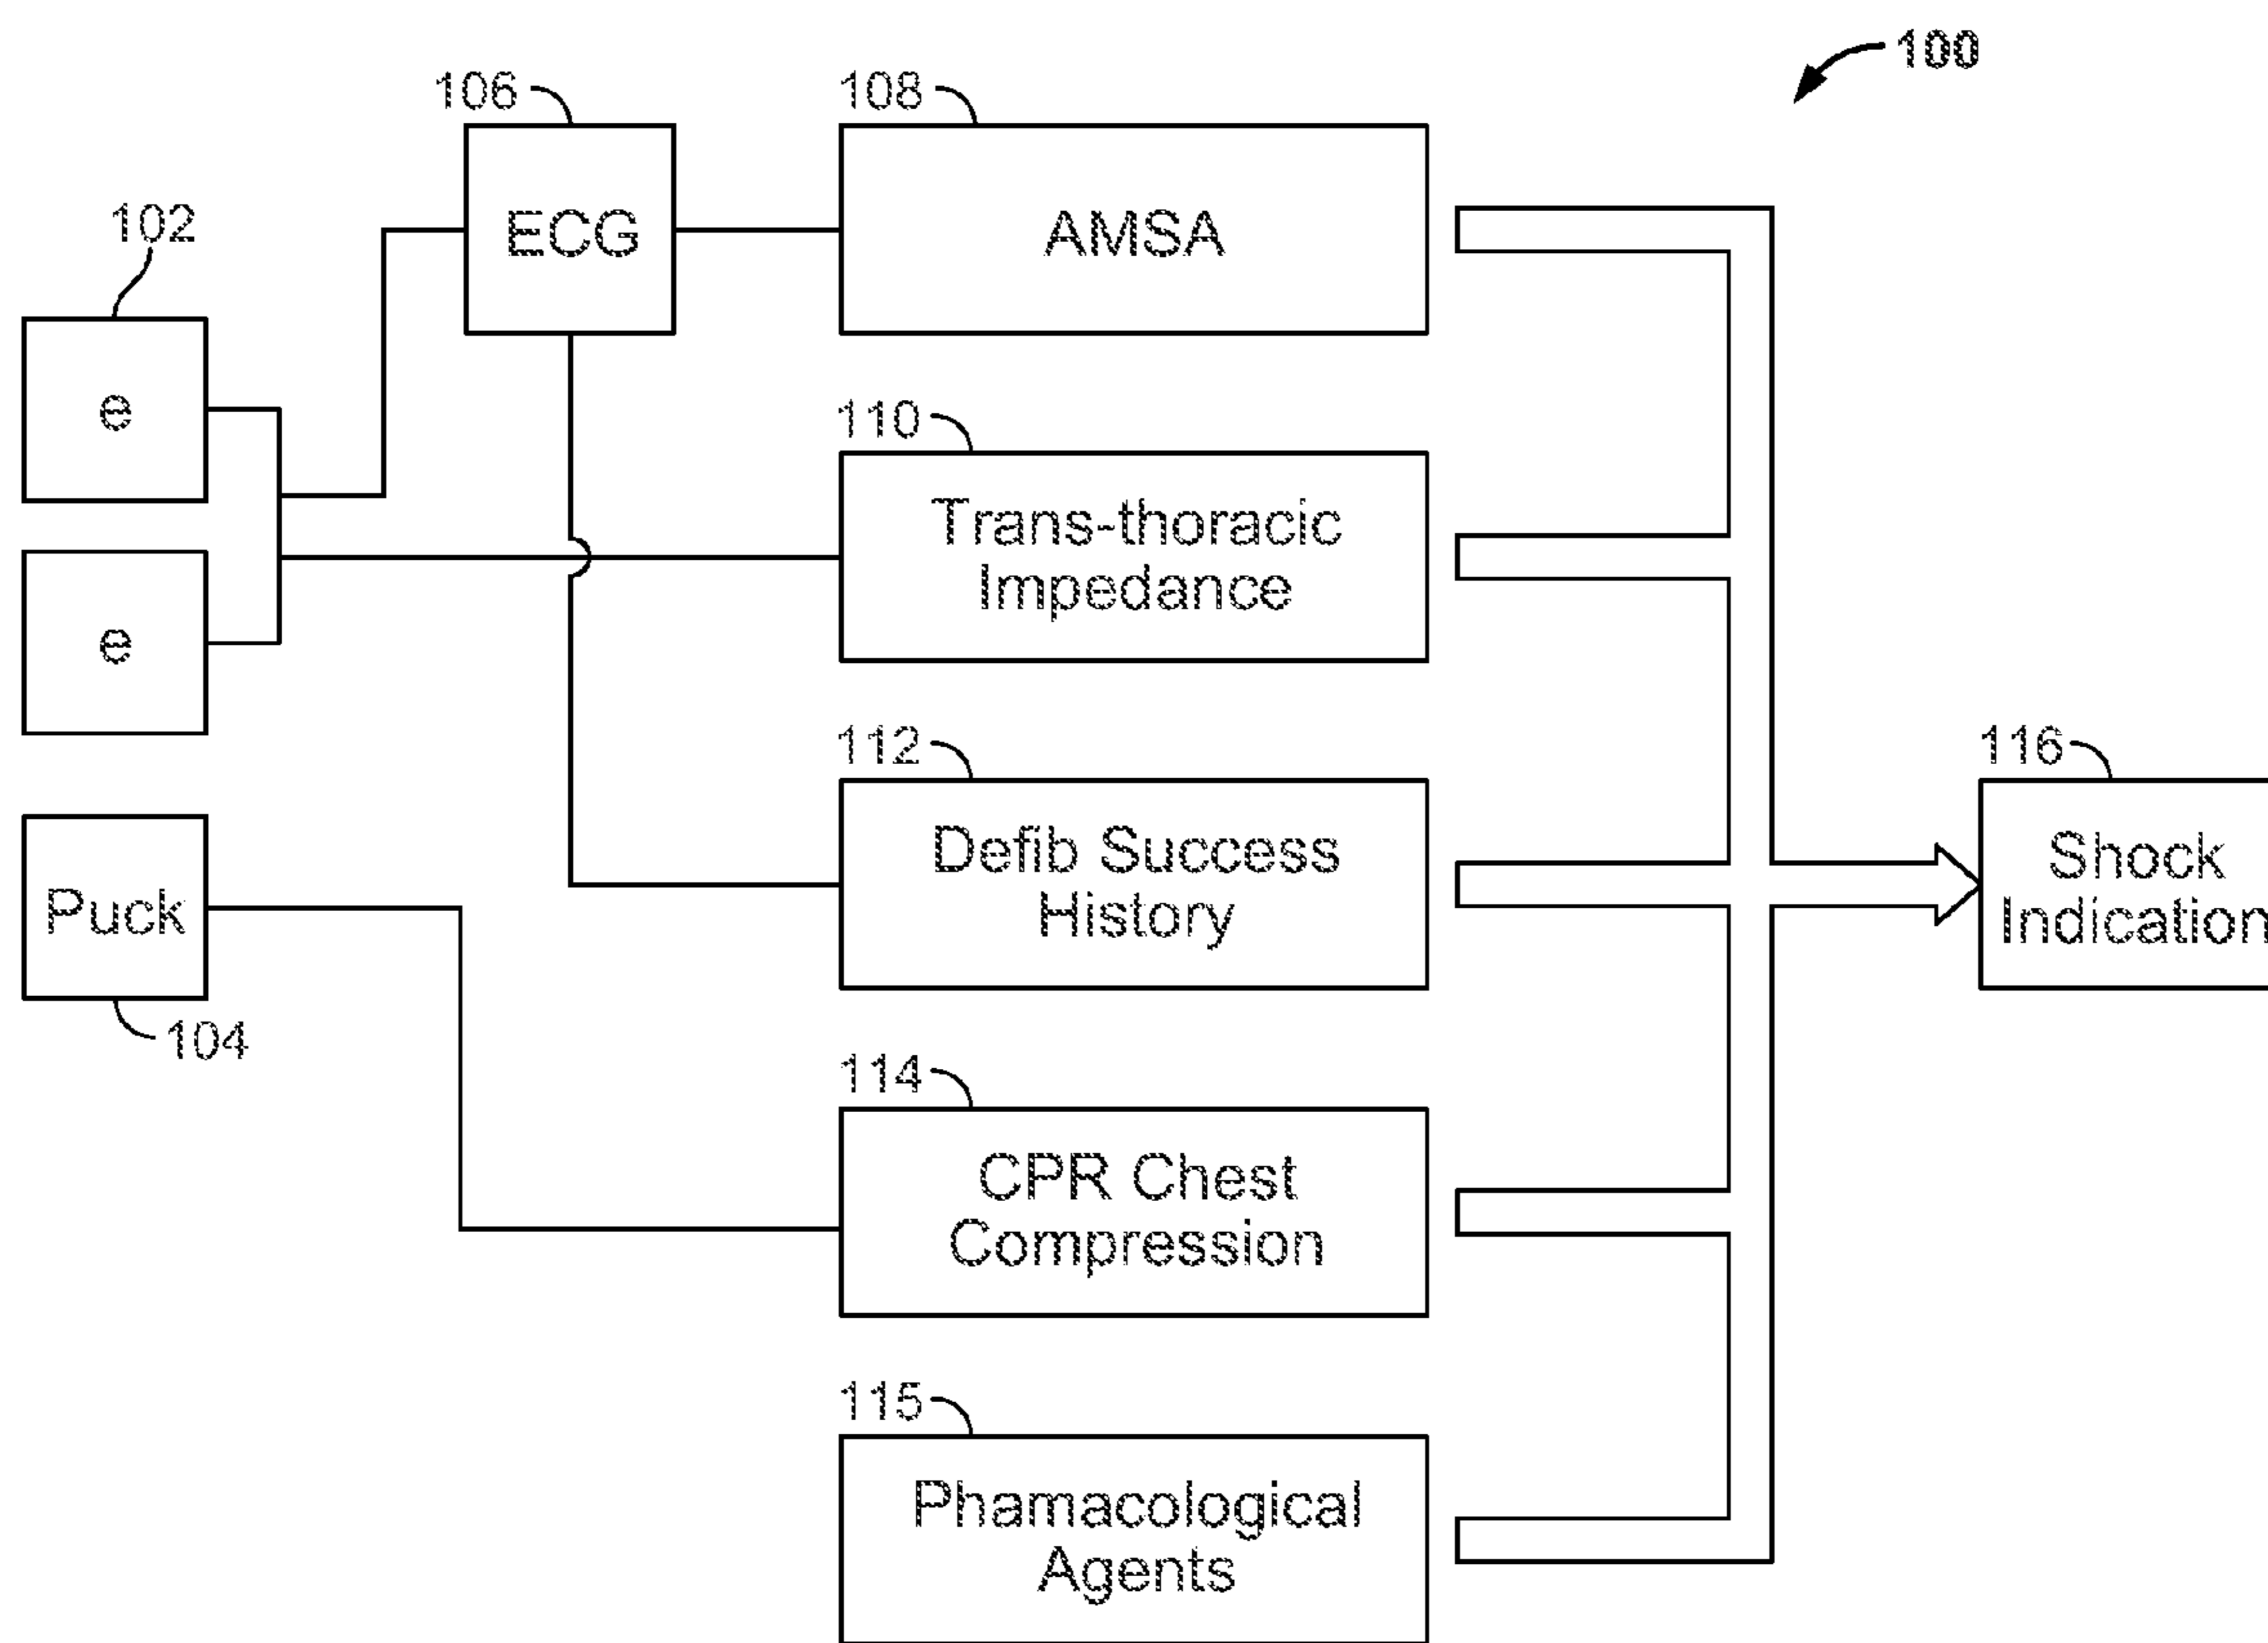 100
106
108
ECG
AMSA
102
e
110
Trans-thoracic
Impedance
e
112
116
Defib Success
History
Shock
Indication
Puck
104
114
CPR Chest
Compression
115
Phamacological
Agents